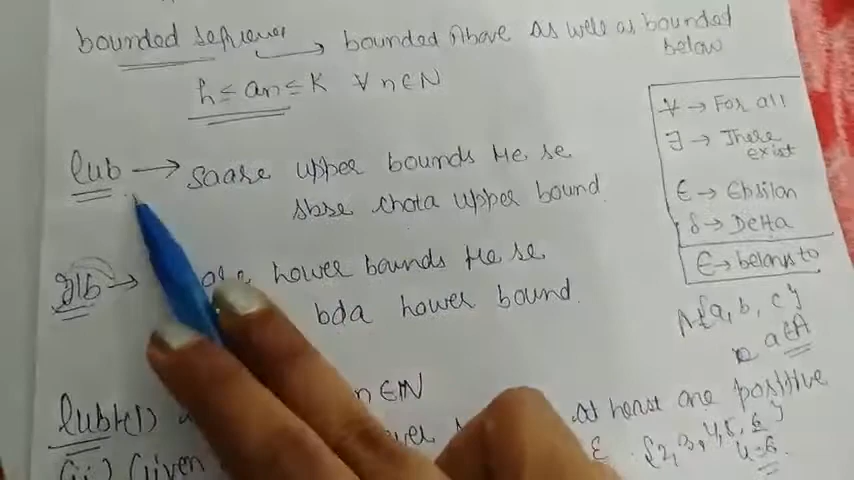 bounded sequence → bounded Above as well as bounded below
h ≤ an ≤ K ∀ n ∈ N
lub → saare upper bounds me se
sbse chota upper bound.
glb → lower bounds me se
bda lower bound.
∀ → For all
∃ → There exist
ε → Epsilon
δ → Delta
∈ → belongs to
A{a, b, c}
a ∈ A
lub +(i)
n ∈ N
(ii) Given
at least one positive
ε
{2, 3, 4, 5, 6}
u=6.